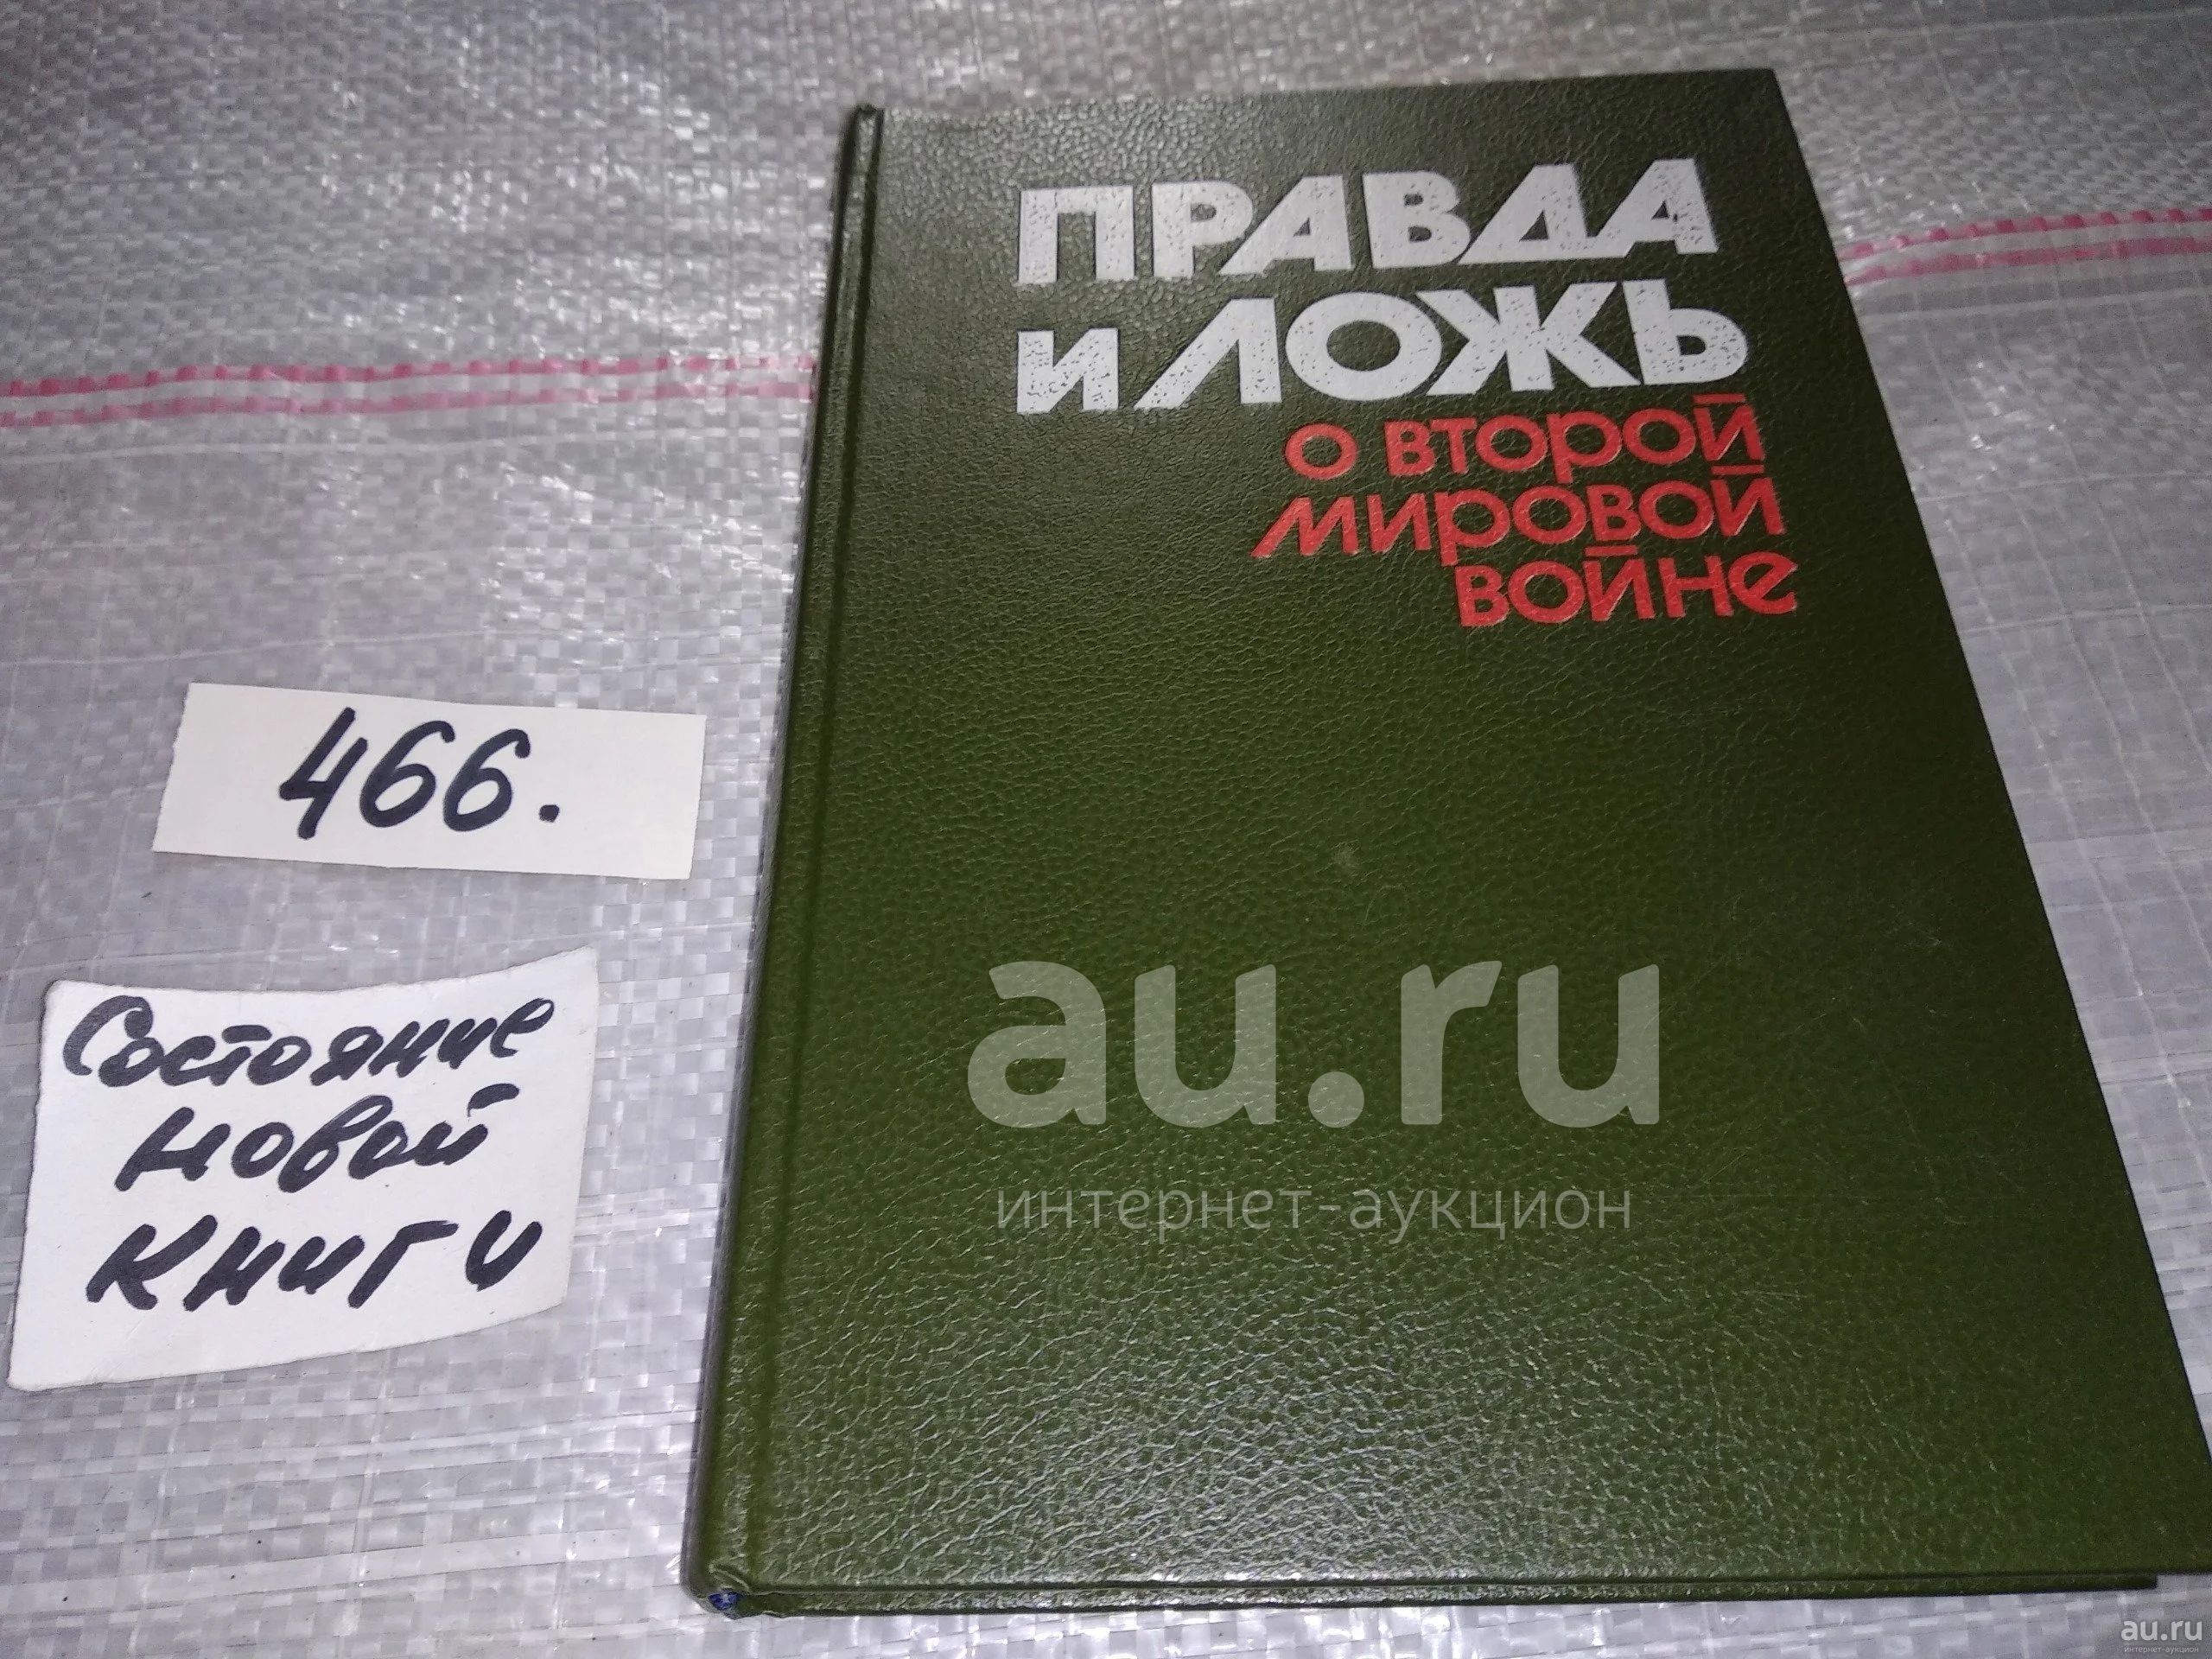 ПРАВДА
и ЛОЖЬ
о второй
мировой
войне
466.
Состояние
новой
книги
au.ru
интернет-аукцион
au.ru
интернет-аукцион